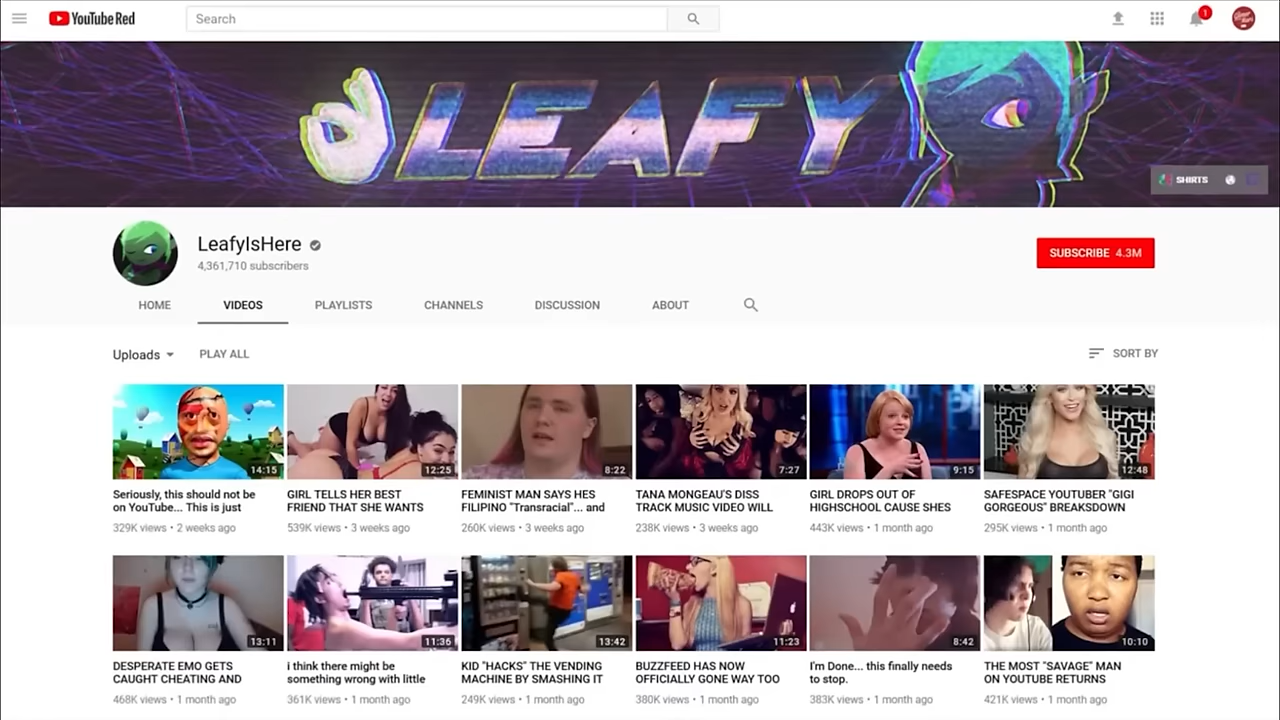 YouTube Red
Search
1
LEAFY
SHIRTS
LeafyIsHere
4,361,710 subscribers
SUBSCRIBE 4.3M
HOME VIDEOS PLAYLISTS CHANNELS DISCUSSION ABOUT
Uploads PLAY ALL SORT BY
14:15 12:25 8:22 7:27 9:15 12:48
Seriously, this should not be on YouTube... This is just
329K views • 2 weeks ago
GIRL TELLS HER BEST FRIEND THAT SHE WANTS
539K views • 3 weeks ago
FEMINIST MAN SAYS HES FILIPINO "Transracial"... and
260K views • 3 weeks ago
TANA MONGEAU'S DISS TRACK MUSIC VIDEO WILL
238K views • 3 weeks ago
GIRL DROPS OUT OF HIGHSCHOOL CAUSE SHES
443K views • 1 month ago
SAFESPACE YOUTUBER "GIGI GORGEOUS" BREAKSDOWN
295K views • 1 month ago
13:11 11:36 13:42 11:23 8:42 10:10
DESPERATE EMO GETS CAUGHT CHEATING AND
468K views • 1 month ago
i think there might be something wrong with little
361K views • 1 month ago
KID "HACKS" THE VENDING MACHINE BY SMASHING IT
249K views • 1 month ago
BUZZFEED HAS NOW OFFICIALLY GONE WAY TOO
380K views • 1 month ago
I'm Done... this finally needs to stop.
383K views • 1 month ago
THE MOST "SAVAGE" MAN ON YOUTUBE RETURNS
421K views • 1 month ago